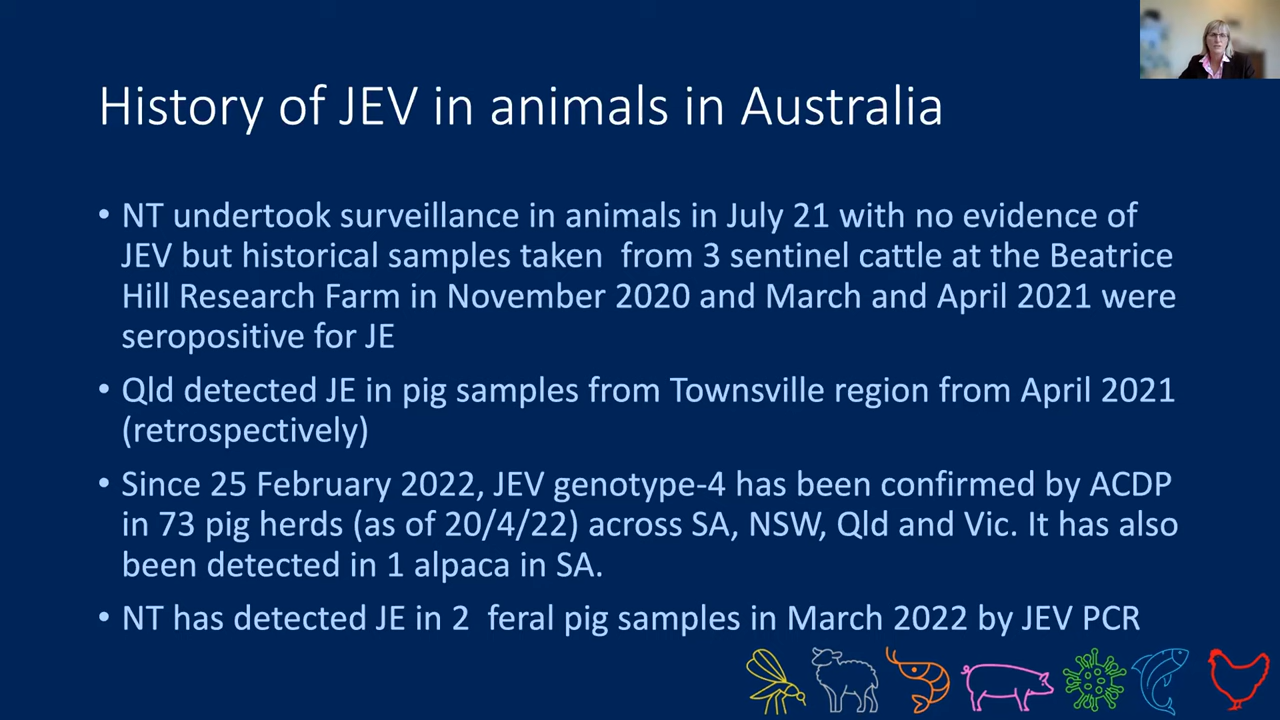 History of JEV in animals in Australia
• NT undertook surveillance in animals in July 21 with no evidence of
JEV but historical samples taken  from 3 sentinel cattle at the Beatrice
Hill Research Farm in November 2020 and March and April 2021 were
seropositive for JE
• Qld detected JE in pig samples from Townsville region from April 2021
(retrospectively)
• Since 25 February 2022, JEV genotype-4 has been confirmed by ACDP
in 73 pig herds (as of 20/4/22) across SA, NSW, Qld and Vic. It has also
been detected in 1 alpaca in SA.
• NT has detected JE in 2  feral pig samples in March 2022 by JEV PCR